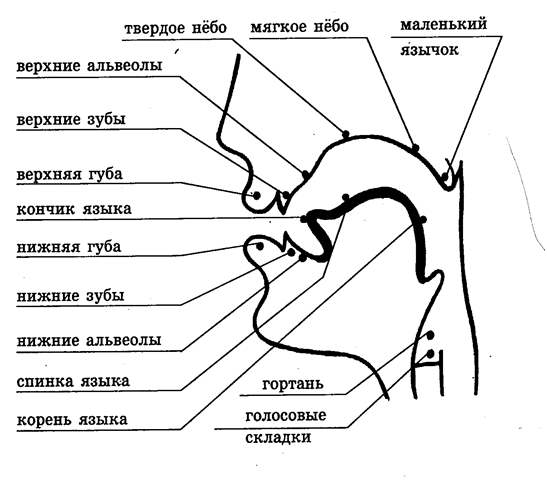 твердое нёбо
мягкое нёбо
маленький
язычок
верхние альвеолы
верхние зубы
верхняя губа
кончик языка
нижняя губа
нижние зубы
нижние альвеолы
спинка языка
корень языка
гортань
голосовые
складки